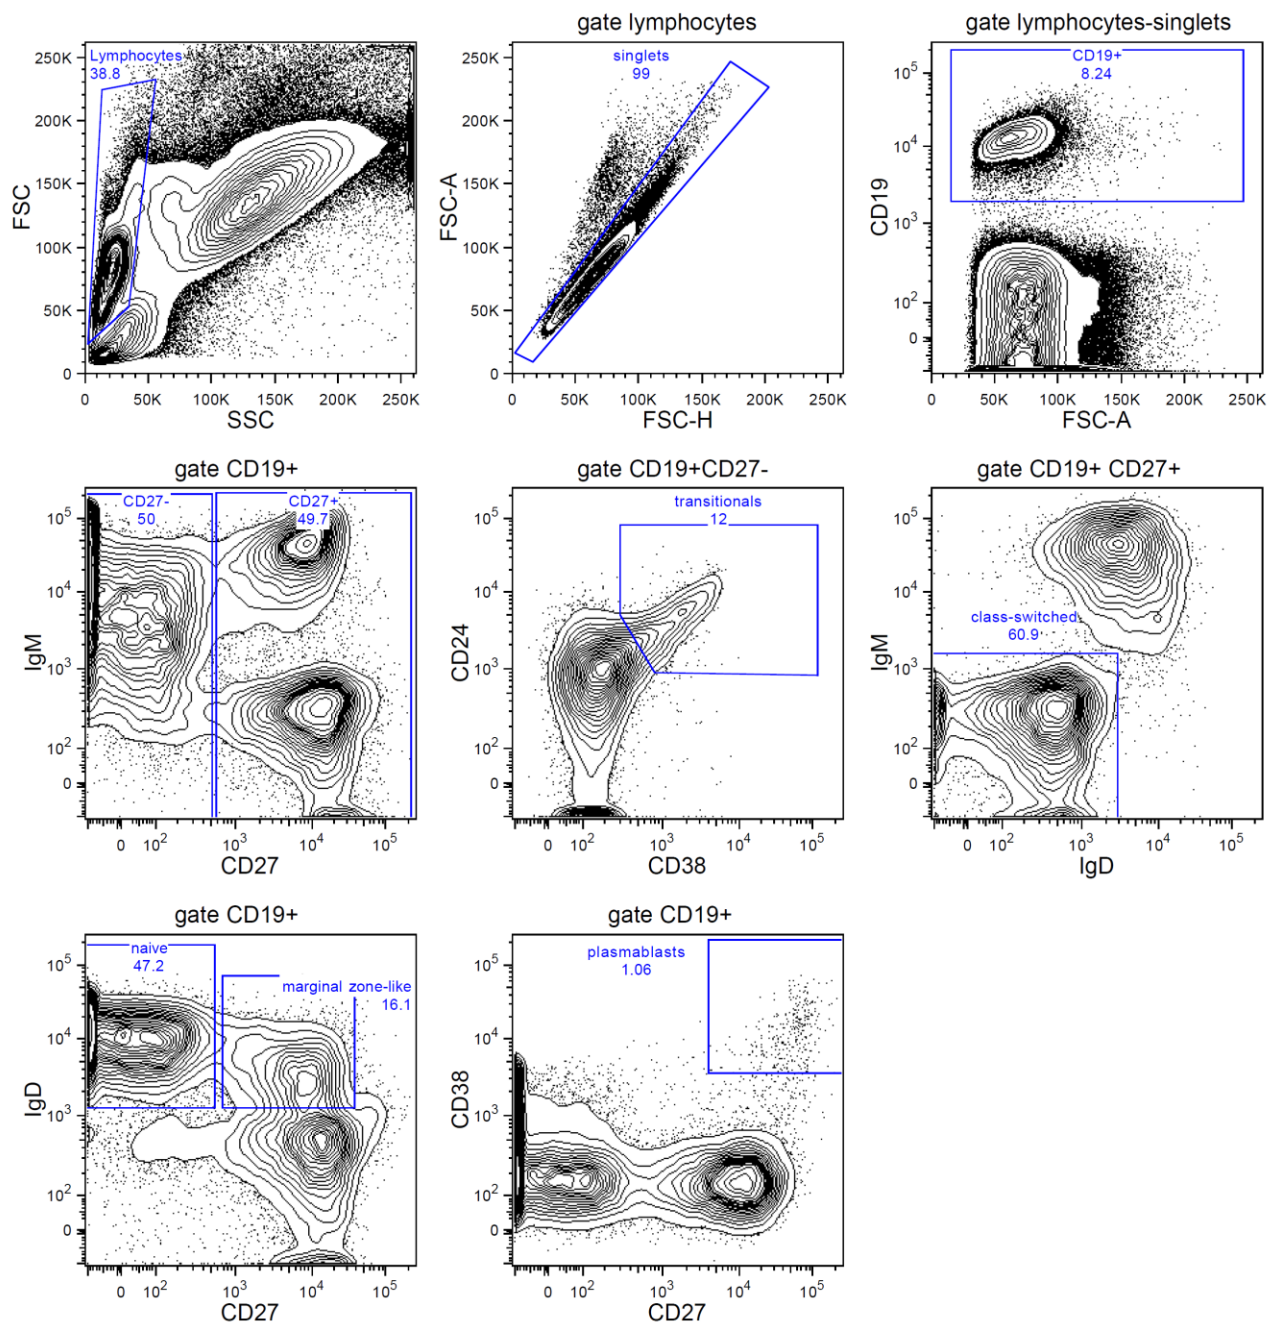 gate lymphocytes
gate lymphocytes-singlets
250K
200K
150K
100K
50K
0
FSC
Lymphocytes
38.8
0 50K 100K 150K 200K 250K
SSC
250K
200K
150K
100K
50K
0
FSC-A
singlets
99
0 50K 100K 150K 200K 250K
FSC-H
10^5
10^4
10^3
10^2
0
CD19
CD19+
8.24
0 50K 100K 150K 200K 250K
FSC-A
gate CD19+
10^5
10^4
10^3
10^2
0
IgM
CD27-
50
CD27+
49.7
0 10^2 10^3 10^4 10^5
CD27
gate CD19+CD27-
10^5
10^4
10^3
10^2
0
CD24
transitionals
12
0 10^2 10^3 10^4 10^5
CD38
gate CD19+ CD27+
10^5
10^4
10^3
10^2
0
IgM
class-switched
60.9
0 10^2 10^3 10^4 10^5
IgD
gate CD19+
10^5
10^4
10^3
10^2
0
IgD
naive
47.2
marginal zone-like
16.1
0 10^2 10^3 10^4 10^5
CD27
gate CD19+
10^5
10^4
10^3
10^2
0
CD38
plasmablasts
1.06
0 10^2 10^3 10^4 10^5
CD27